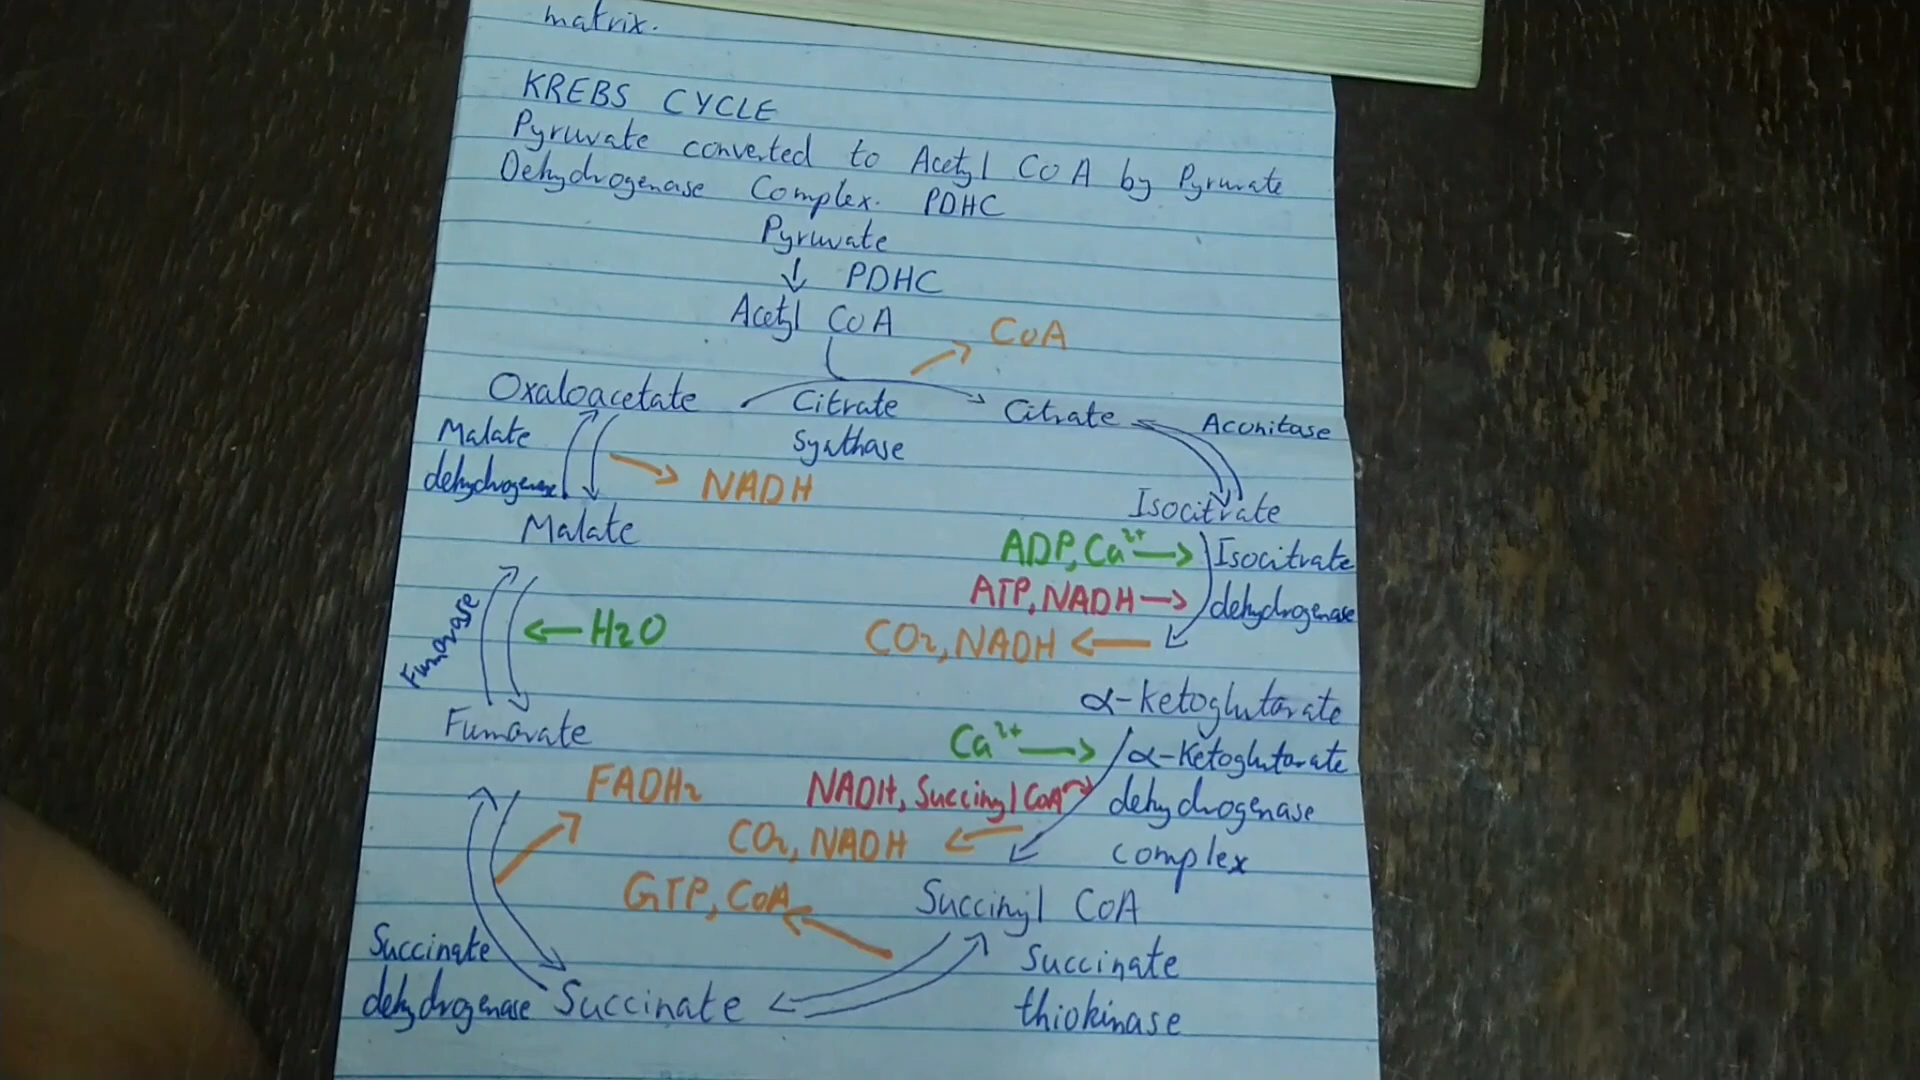 matrix.
KREBS CYCLE
Pyruvate converted to Acetyl CoA by Pyruvate
Dehydrogenase Complex. PDHC
Pyruvate
↓ PDHC
Acetyl CoA
CoA
Oxaloacetate
Citrate synthase
Citrate
Aconitase
Malate dehydrogenase
NADH
Isocitrate
Malate
ADP, Ca²⁺ →
Isocitrate
ATP, NADH →
dehydrogenase
Fumarase
← H2O
CO2, NADH ←
α-Ketoglutarate
Fumarate
Ca²⁺ →
α-Ketoglutarate
FADH2
NADH, Succinyl CoA →
dehydrogenase
CO2, NADH ←
complex
GTP, CoA
Succinyl CoA
Succinate
dehydrogenase
Succinate
Succinate
thiokinase